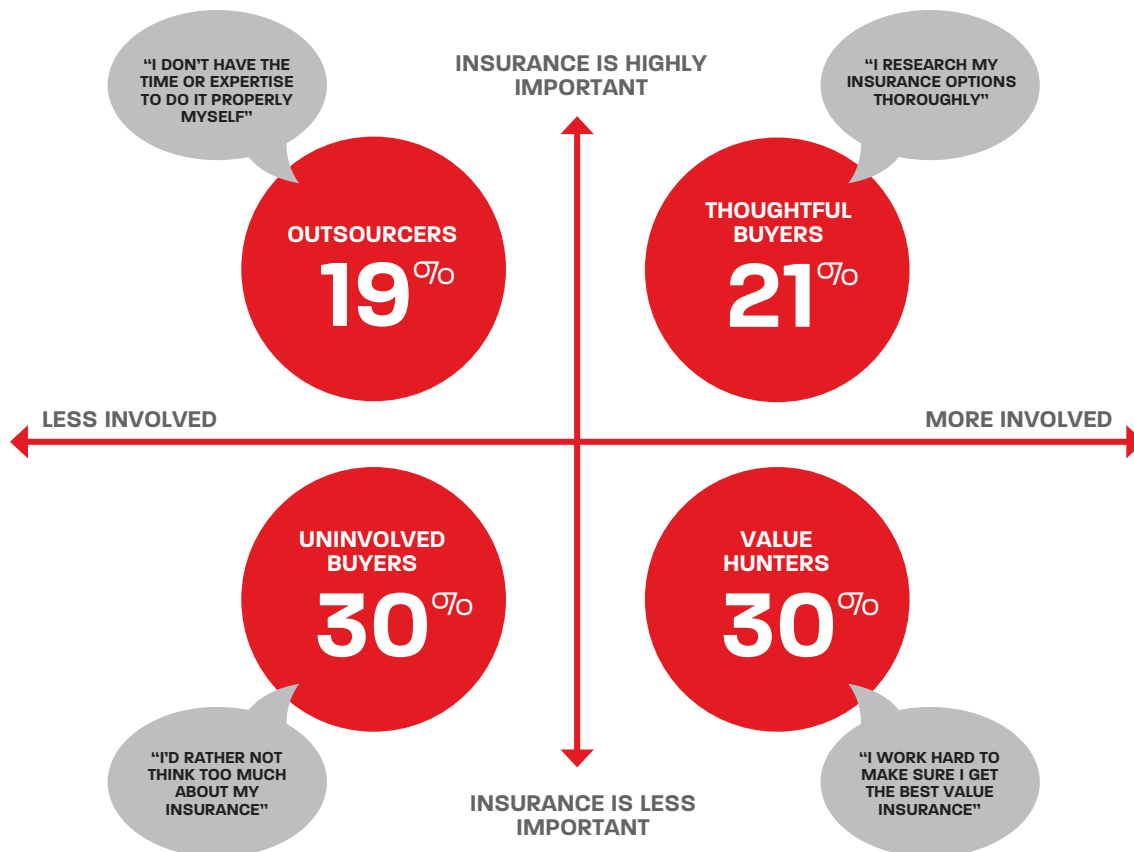 “I DON’T HAVE THE
TIME OR EXPERTISE
TO DO IT PROPERLY
MYSELF”
INSURANCE IS HIGHLY
IMPORTANT
“I RESEARCH MY
INSURANCE OPTIONS
THOROUGHLY”
OUTSOURCERS
19%
THOUGHTFUL
BUYERS
21%
LESS INVOLVED
MORE INVOLVED
UNINVOLVED
BUYERS
30%
VALUE
HUNTERS
30%
“I’D RATHER NOT
THINK TOO MUCH
ABOUT MY
INSURANCE”
INSURANCE IS LESS
IMPORTANT
“I WORK HARD TO
MAKE SURE I GET
THE BEST VALUE
INSURANCE”